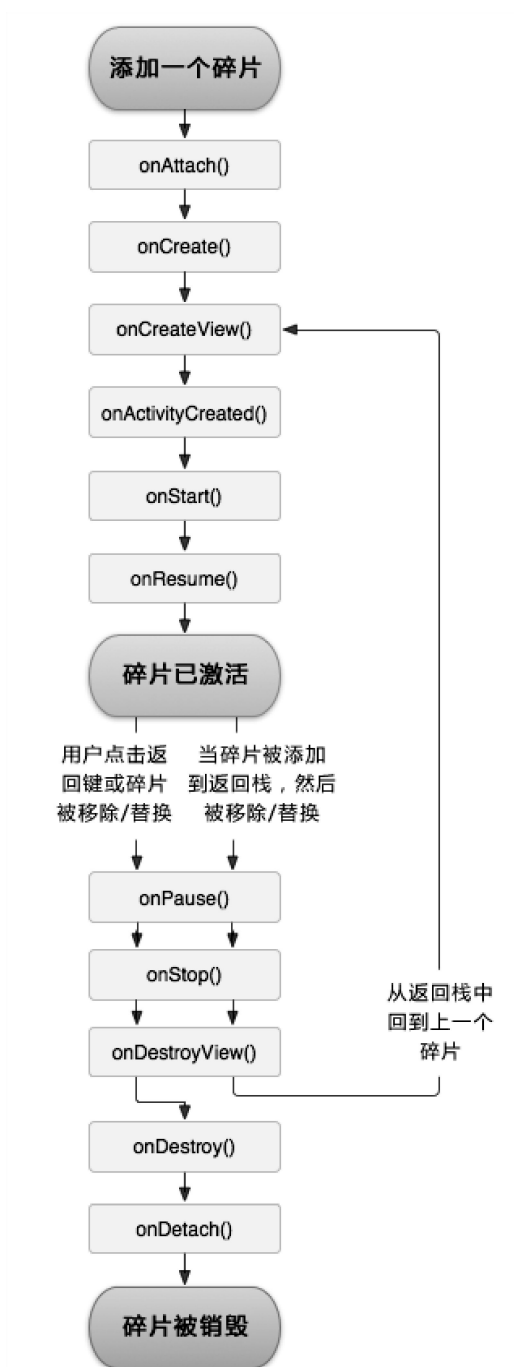 添加一个碎片
onAttach()
onCreate()
onCreateView()
onActivityCreated()
onStart()
onResume()
碎片已激活
用户点击返
回键或碎片
被移除/替换
当碎片被添加
到返回栈，然后
被移除/替换
onPause()
onStop()
从返回栈中
回到上一个
碎片
onDestroyView()
onDestroy()
onDetach()
碎片被销毁